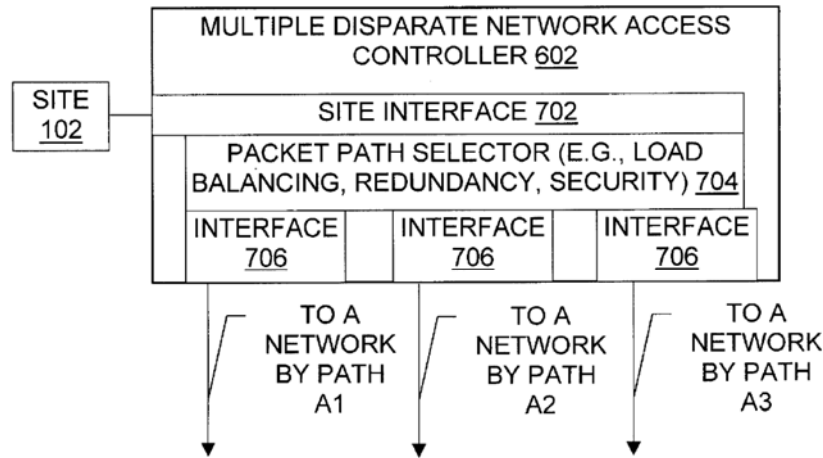 MULTIPLE DISPARATE NETWORK ACCESS
CONTROLLER 602
SITE
102
SITE INTERFACE 702
PACKET PATH SELECTOR (E.G., LOAD
BALANCING, REDUNDANCY, SECURITY) 704
INTERFACE
706
INTERFACE
706
INTERFACE
706
TO A
NETWORK
BY PATH
A1
TO A
NETWORK
BY PATH
A2
TO A
NETWORK
BY PATH
A3